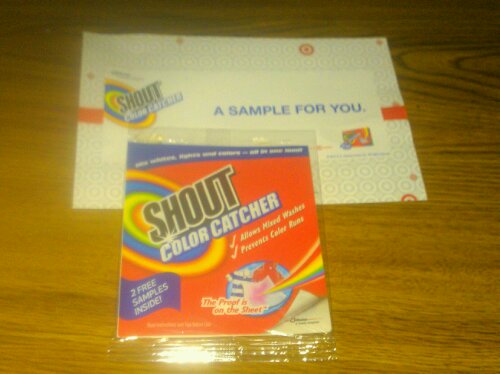 SHOUT
COLOR CATCHER
A SAMPLE FOR YOU.
mix whites, lights and colors – all in one load!
SHOUT
COLOR CATCHER
Allows Mixed Washes
Prevents Color Runs
2 FREE
SAMPLES
INSIDE!
"The Proof is
on the Sheet"